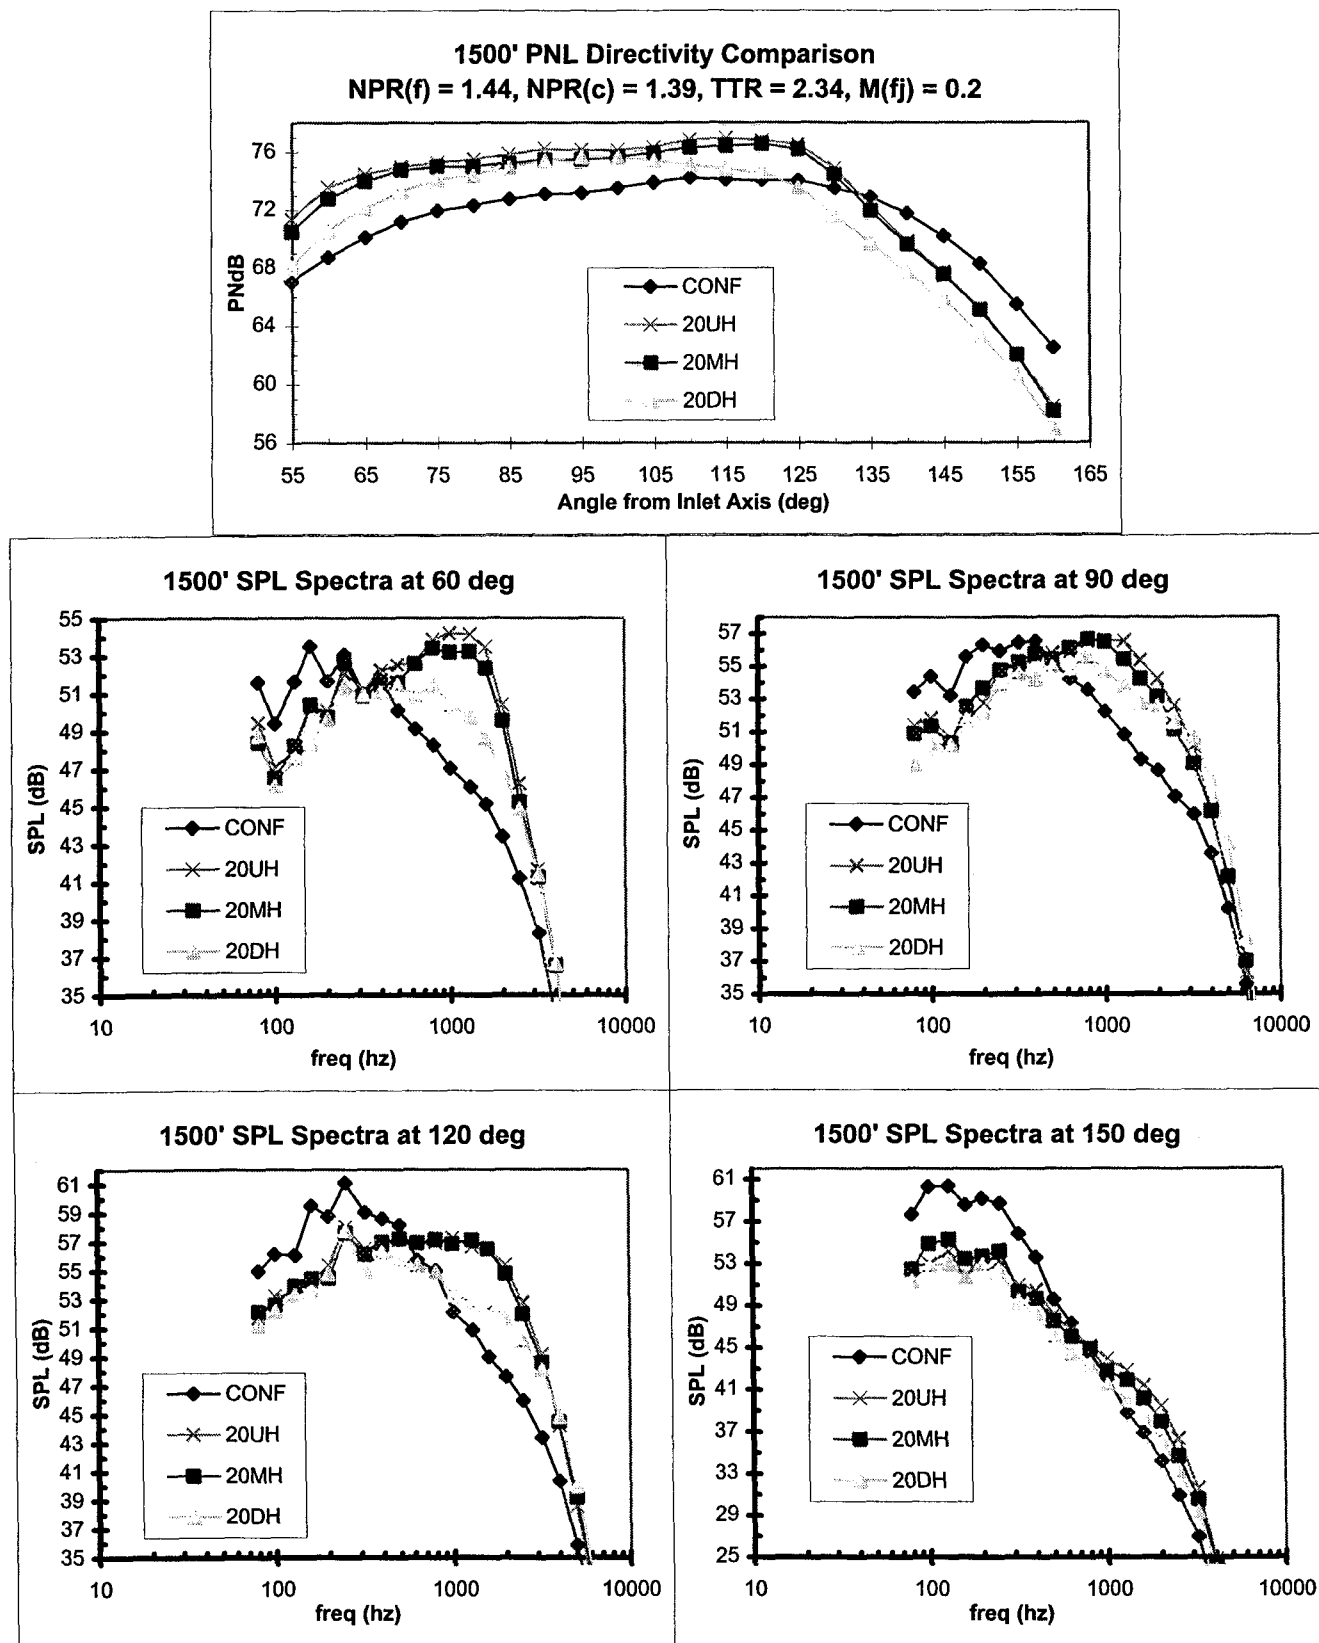 1500' PNL Directivity Comparison
NPR(f) = 1.44, NPR(c) = 1.39, TTR = 2.34, M(fj) = 0.2
76
72
68
64
60
56
PNdB
CONF
20UH
20MH
20DH
55 65 75 85 95 105 115 125 135 145 155 165
Angle from Inlet Axis (deg)
1500' SPL Spectra at 60 deg
55
53
51
49
47
45
43
41
39
37
35
SPL (dB)
CONF
20UH
20MH
20DH
10 100 1000 10000
freq (hz)
1500' SPL Spectra at 90 deg
57
55
53
51
49
47
45
43
41
39
37
35
SPL (dB)
CONF
20UH
20MH
20DH
10 100 1000 10000
freq (hz)
1500' SPL Spectra at 120 deg
61
59
57
55
53
51
49
47
45
43
41
39
37
35
SPL (dB)
CONF
20UH
20MH
20DH
10 100 1000 10000
freq (hz)
1500' SPL Spectra at 150 deg
61
57
53
49
45
41
37
33
29
25
SPL (dB)
CONF
20UH
20MH
20DH
10 100 1000 10000
freq (hz)